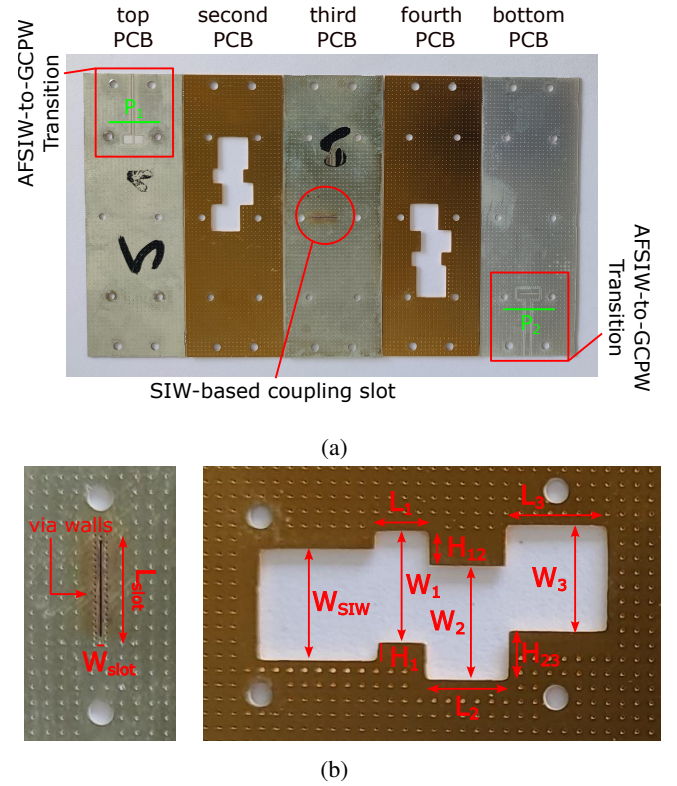 top
PCB
second
PCB
third
PCB
fourth
PCB
bottom
PCB
AFSIW-to-GCPW
Transition
P1
P2
AFSIW-to-GCPW
Transition
SIW-based coupling slot
(a)
via walls
Lslot
Wslot
L1
L3
H12
WSIW
W1
W2
W3
H1
H23
L2
(b)